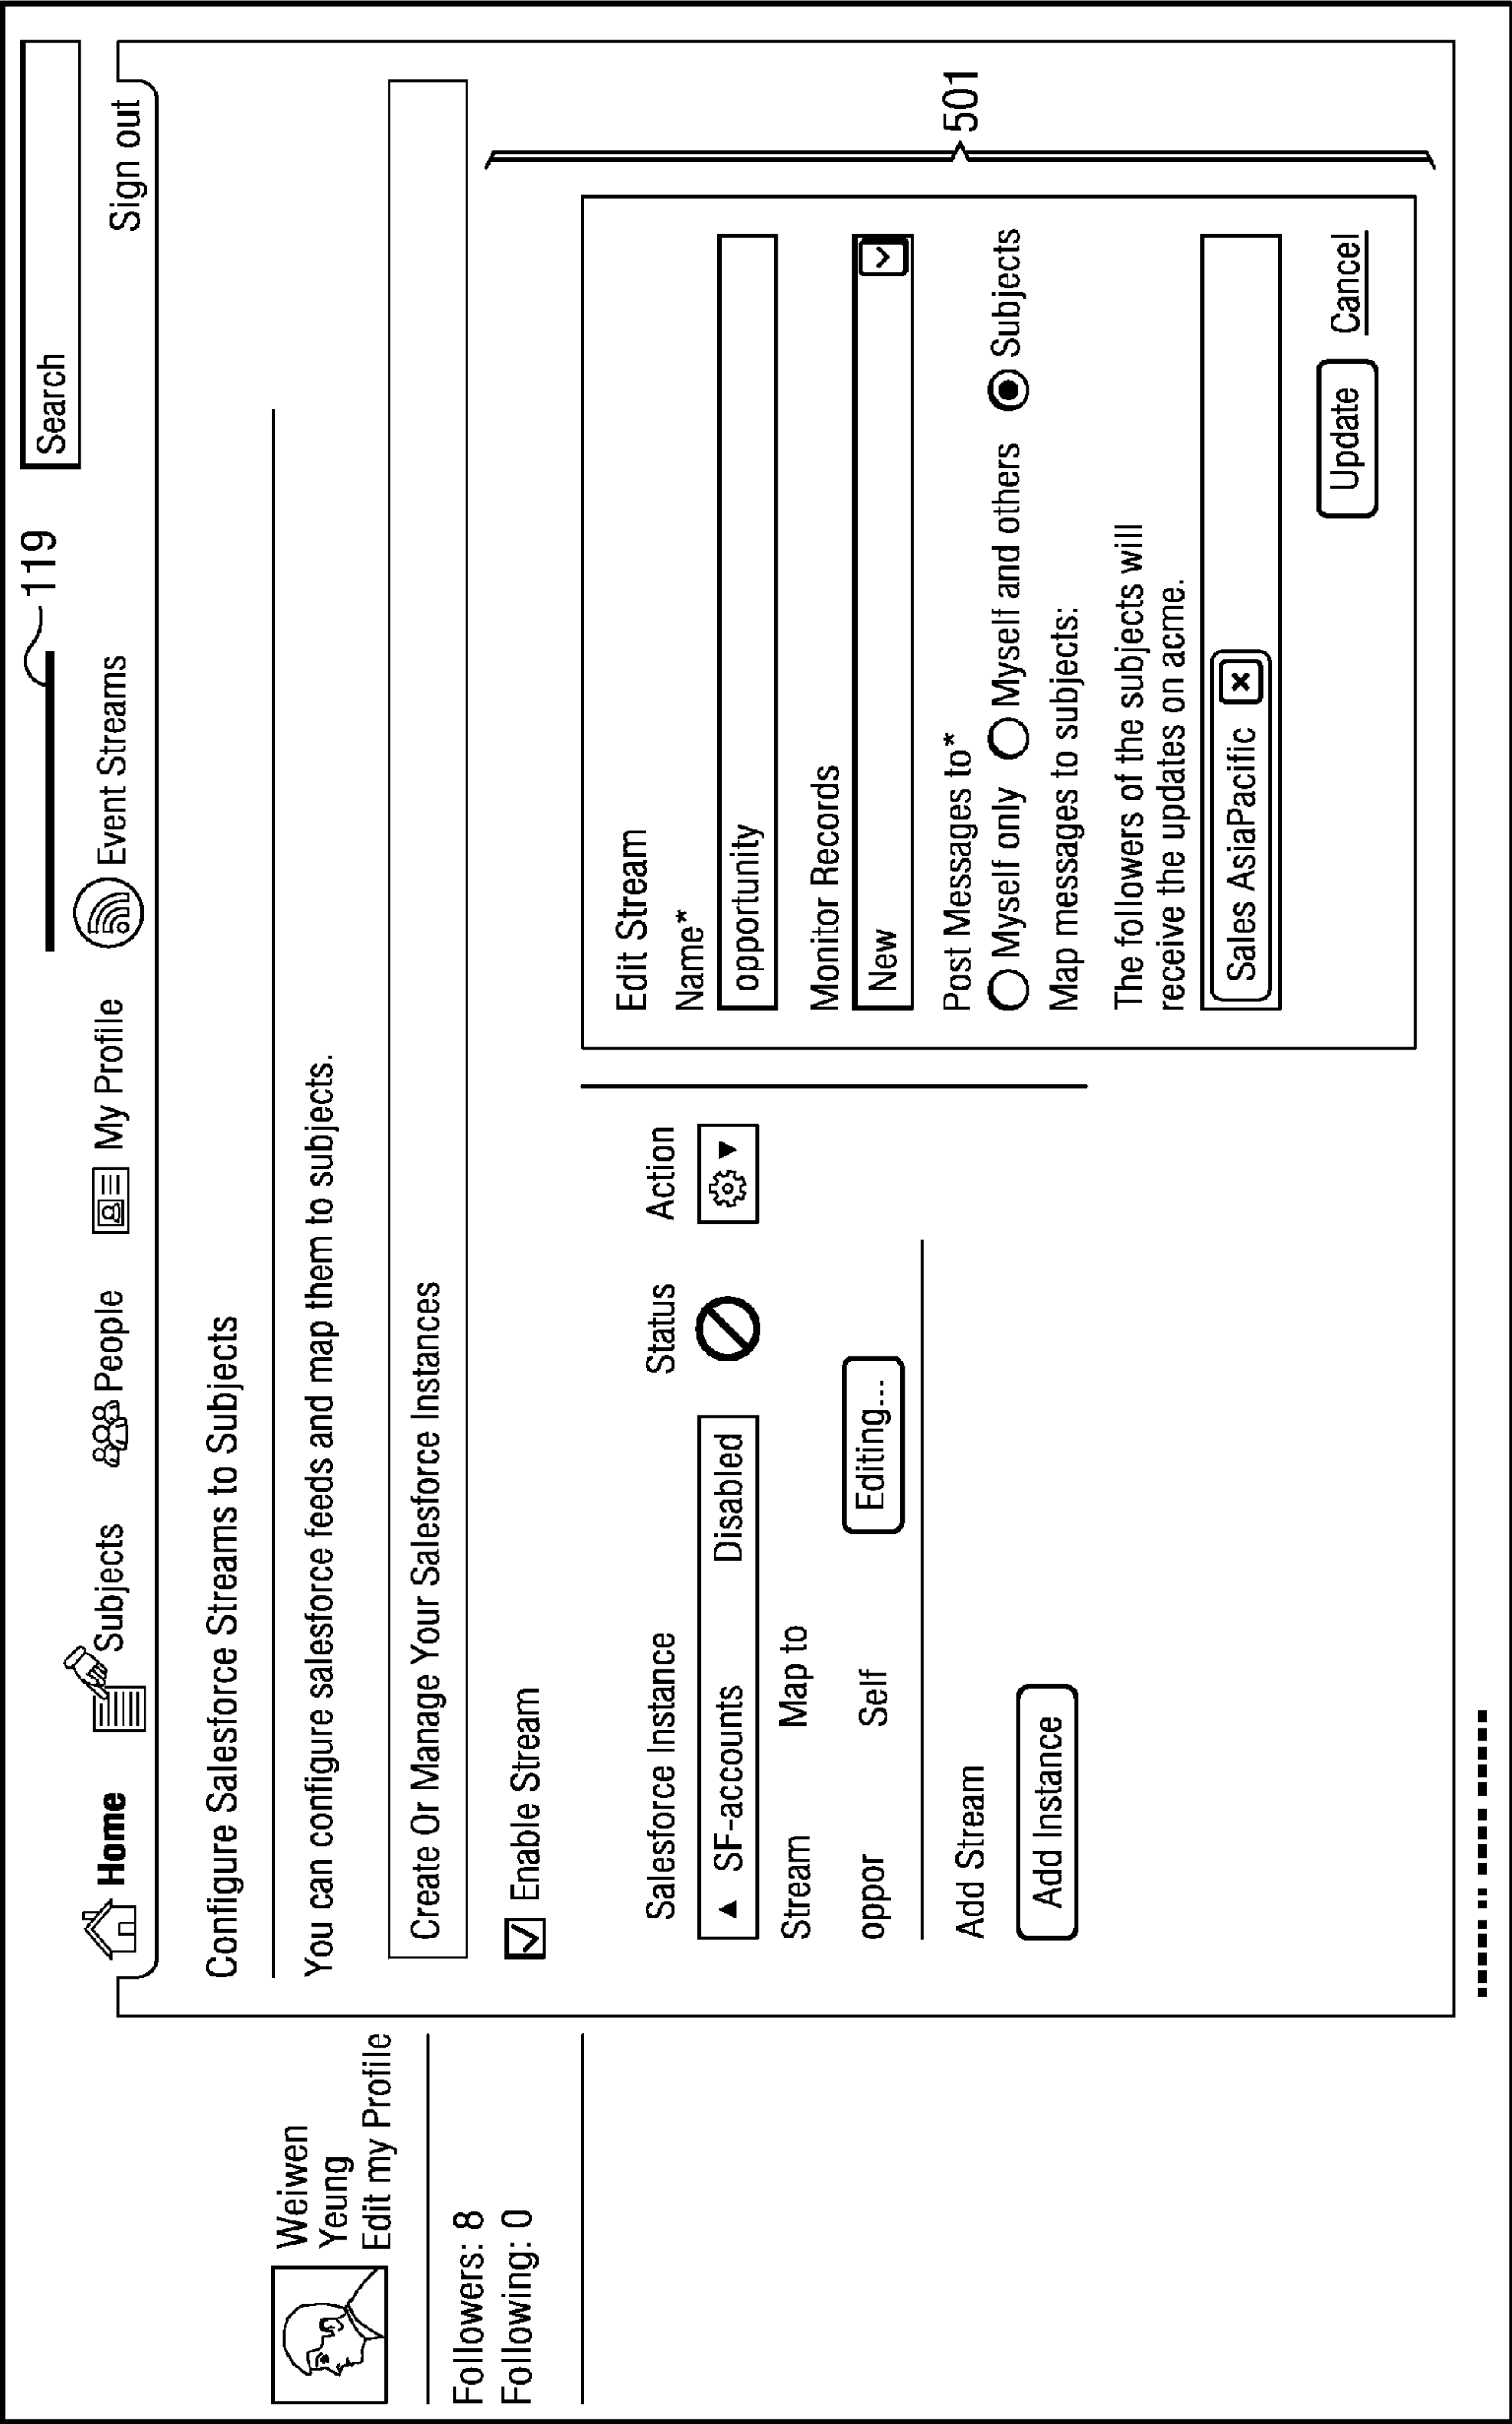 119
Search
Home
Subjects
People
My Profile
Event Streams
Sign out
Weiwen
Yeung
Edit my Profile
Followers: 8
Following: 0
Configure Salesforce Streams to Subjects
You can configure salesforce feeds and map them to subjects.
Create Or Manage Your Salesforce Instances
Enable Stream
Salesforce Instance Status Action
SF-accounts Disabled
Stream Map to
oppor Self Editing...
Add Stream
Add Instance
Edit Stream
Name*
opportunity
Monitor Records
New
Post Messages to*
Myself only Myself and others Subjects
Map messages to subjects:
The followers of the subjects will
receive the updates on acme.
Sales AsiaPacific x
Update Cancel
501